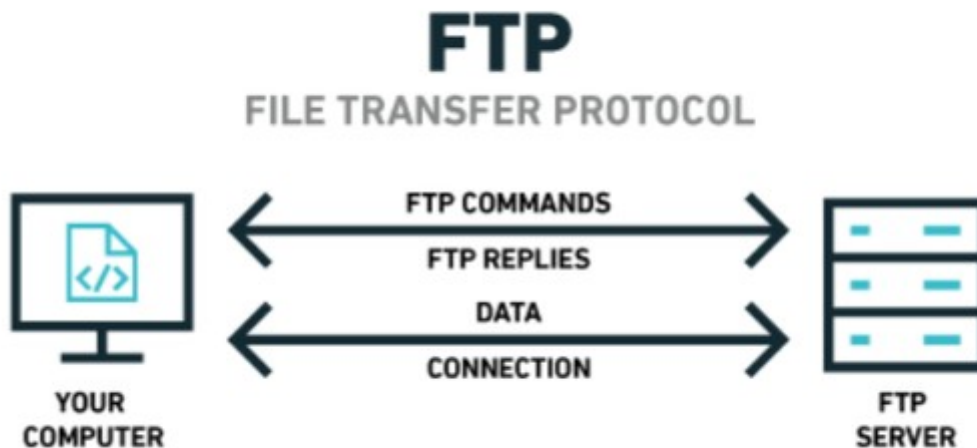 FTP
FILE TRANSFER PROTOCOL
FTP COMMANDS
FTP REPLIES
DATA
CONNECTION
</>
YOUR
COMPUTER
FTP
SERVER